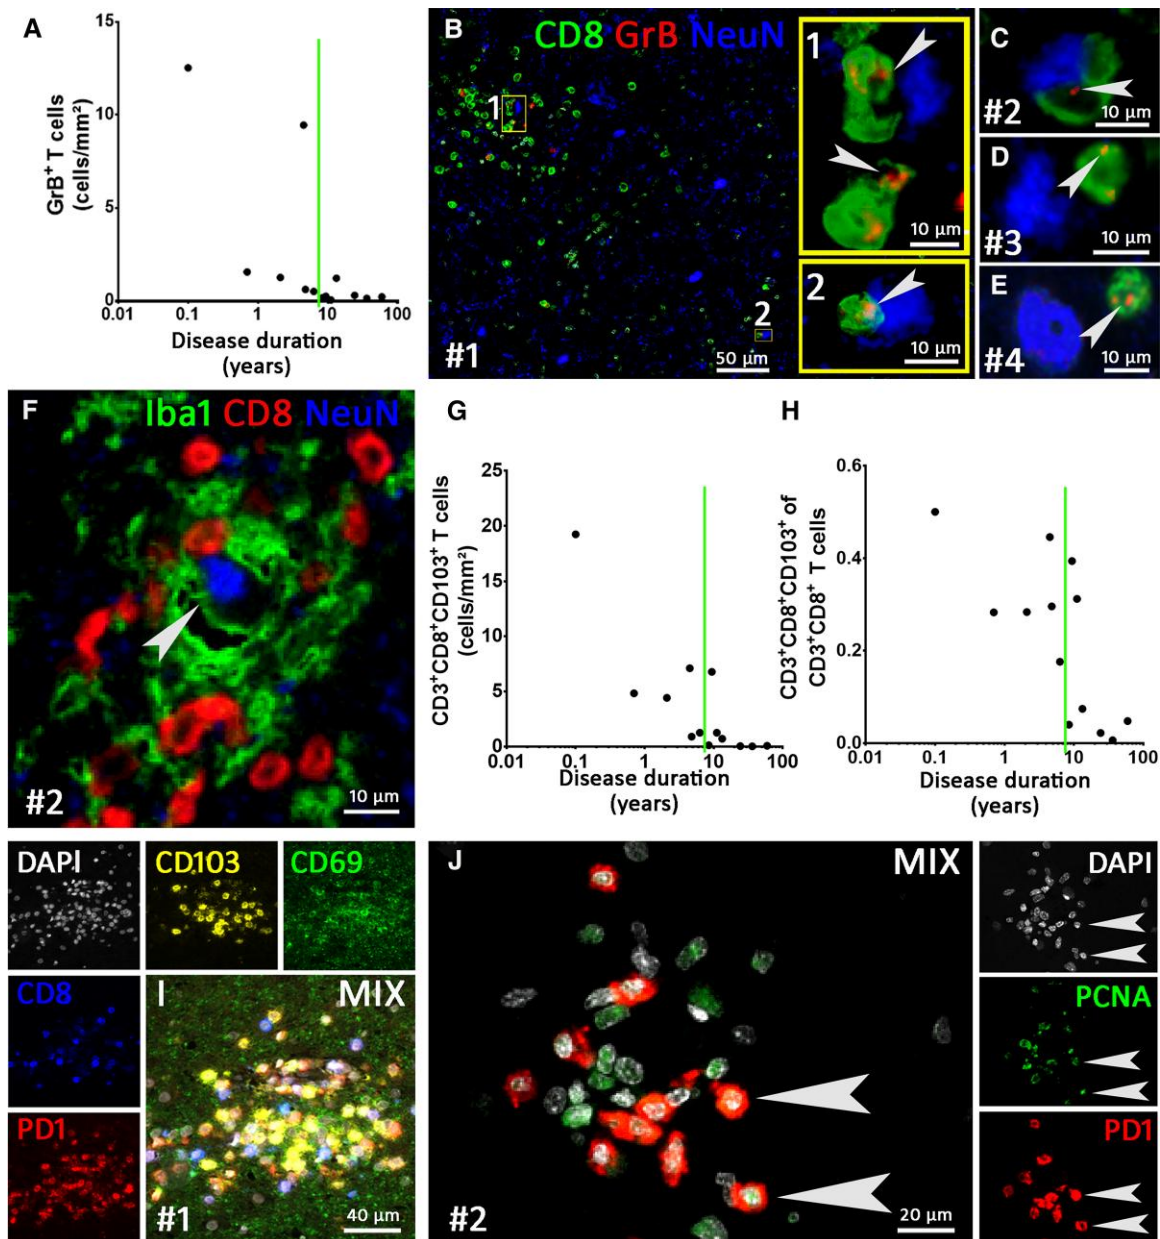 A
GrB⁺ T cells
(cells/mm²)
15
10
5
0
0.01 0.1 1 10 100
Disease duration
(years)
B
CD8 GrB NeuN
1
2
#1
50 µm
1
10 µm
2
10 µm
C
#2
10 µm
D
#3
10 µm
E
#4
10 µm
F
Iba1 CD8 NeuN
#2
10 µm
G
CD3⁺CD8⁺CD103⁺ T cells
(cells/mm²)
25
20
15
10
5
0
0.01 0.1 1 10 100
Disease duration
(years)
H
CD3⁺CD8⁺CD103⁺ of
CD3⁺CD8⁺ T cells
0.6
0.4
0.2
0.0
0.01 0.1 1 10 100
Disease duration
(years)
DAPI
CD103
CD69
CD8
PD1
I
MIX
#1
40 µm
J
MIX
#2
20 µm
DAPI
PCNA
PD1